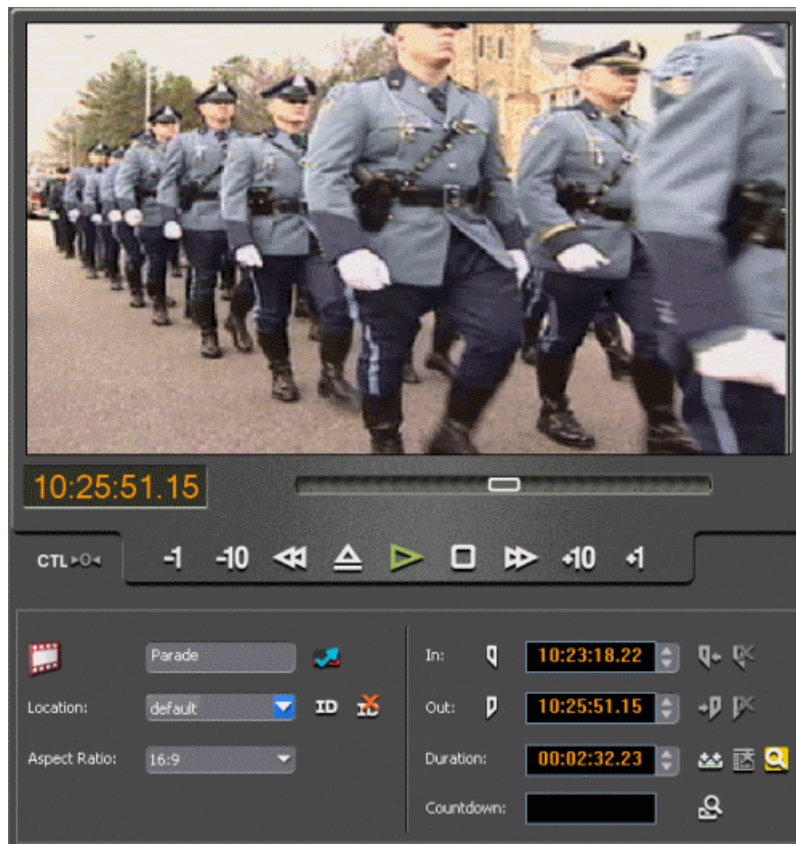 10:25:51.15
CTL
-1 -10 +10 +1
Parade
In: 10:23:18.22
Location: default ID ID
Out: 10:25:51.15
Aspect Ratio: 16:9
Duration: 00:02:32.23
Countdown: